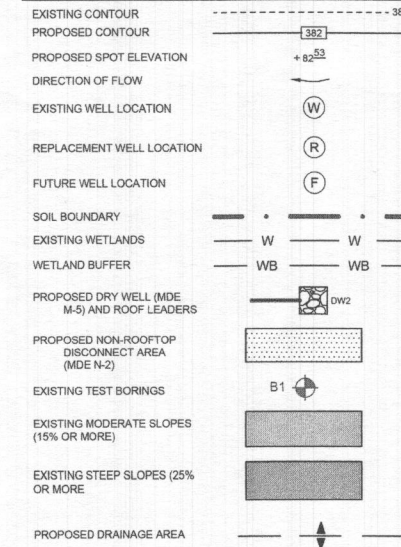 EXISTING CONTOUR 38
PROPOSED CONTOUR 382
PROPOSED SPOT ELEVATION +82 53
DIRECTION OF FLOW
EXISTING WELL LOCATION W
REPLACEMENT WELL LOCATION R
FUTURE WELL LOCATION F
SOIL BOUNDARY
EXISTING WETLANDS W W
WETLAND BUFFER WB WB
PROPOSED DRY WELL (MDE
M-5) AND ROOF LEADERS DW2
PROPOSED NON-ROOFTOP
DISCONNECT AREA
(MDE N-2)
EXISTING TEST BORINGS B1
EXISTING MODERATE SLOPES
(15% OR MORE)
EXISTING STEEP SLOPES (25%
OR MORE
PROPOSED DRAINAGE AREA